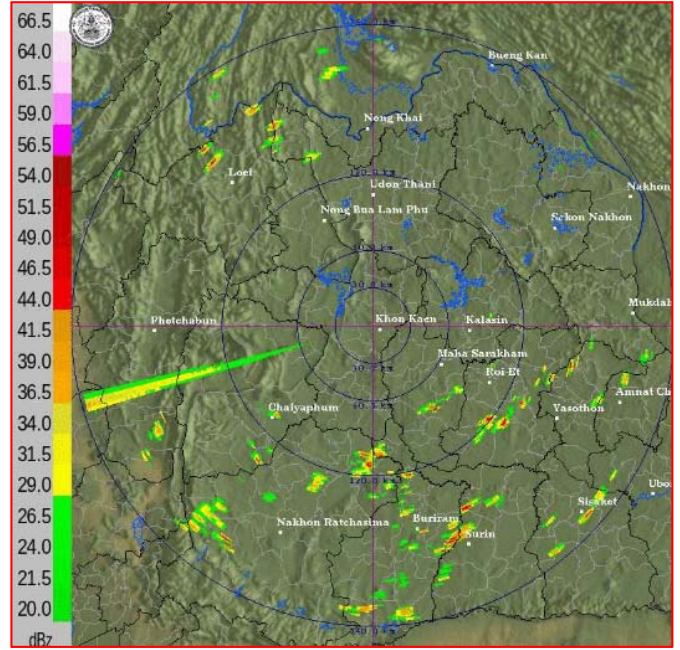 66.5
64.0
61.5
59.0
56.5
54.0
51.5
49.0
46.5
44.0
41.5
39.0
36.5
34.0
31.5
29.0
26.5
24.0
21.5
20.0
dBz
Bueng Kan
Nong Khai
Loei
Udon Thani
Nakhon
Nong Bua Lam Phu
Sakon Nakhon
Mukdah
Phetchabun
Khon Kaen
Kalasin
Maha Sarakham
Roi-Et
Amnat Ch
Chaiyaphum
Yasothon
120.0 km
Ubo
Sisaket
Nakhon Ratchasima
Buriram
Surin